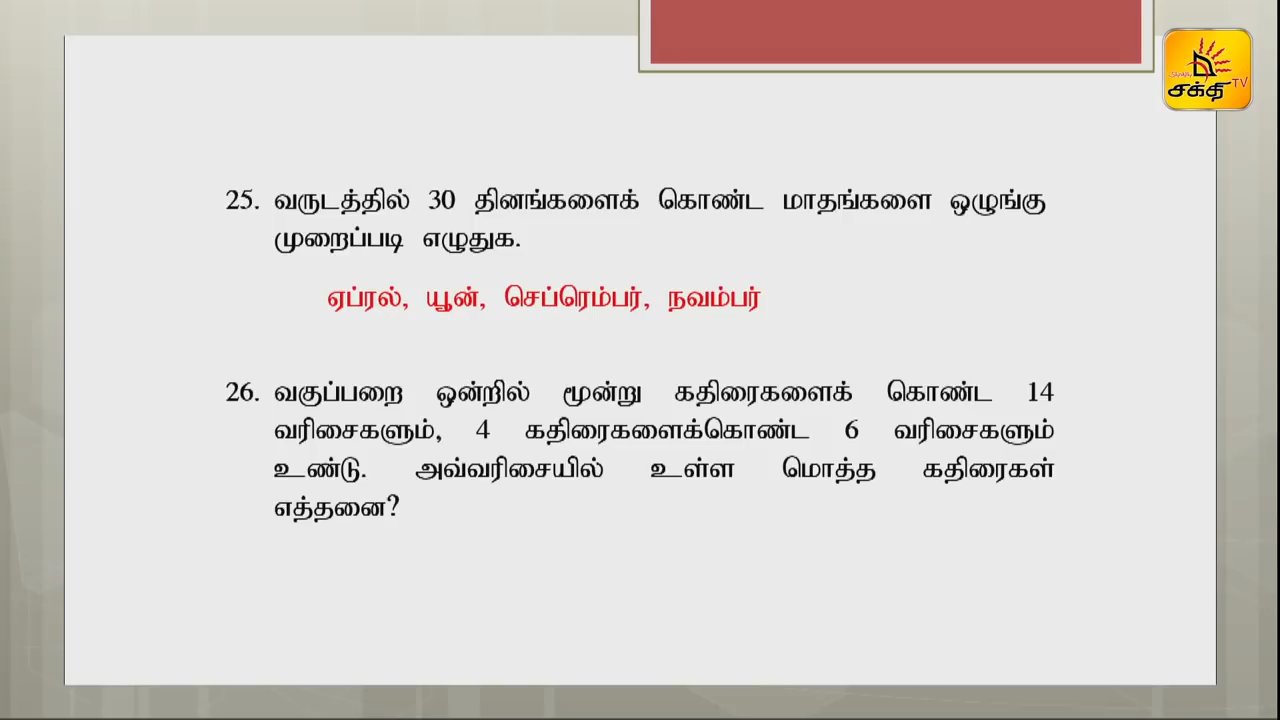 SHAKthi
சக்தி TV
25. வருடத்தில் 30 தினங்களைக் கொண்ட மாதங்களை ஒழுங்கு
முறைப்படி எழுதுக.
ஏப்ரல், யூன், செப்ரெம்பர், நவம்பர்
26. வகுப்பறை ஒன்றில் மூன்று கதிரைகளைக் கொண்ட 14
வரிசைகளும், 4 கதிரைகளைக்கொண்ட 6 வரிசைகளும்
உண்டு. அவ்வரிசையில் உள்ள மொத்த கதிரைகள்
எத்தனை?